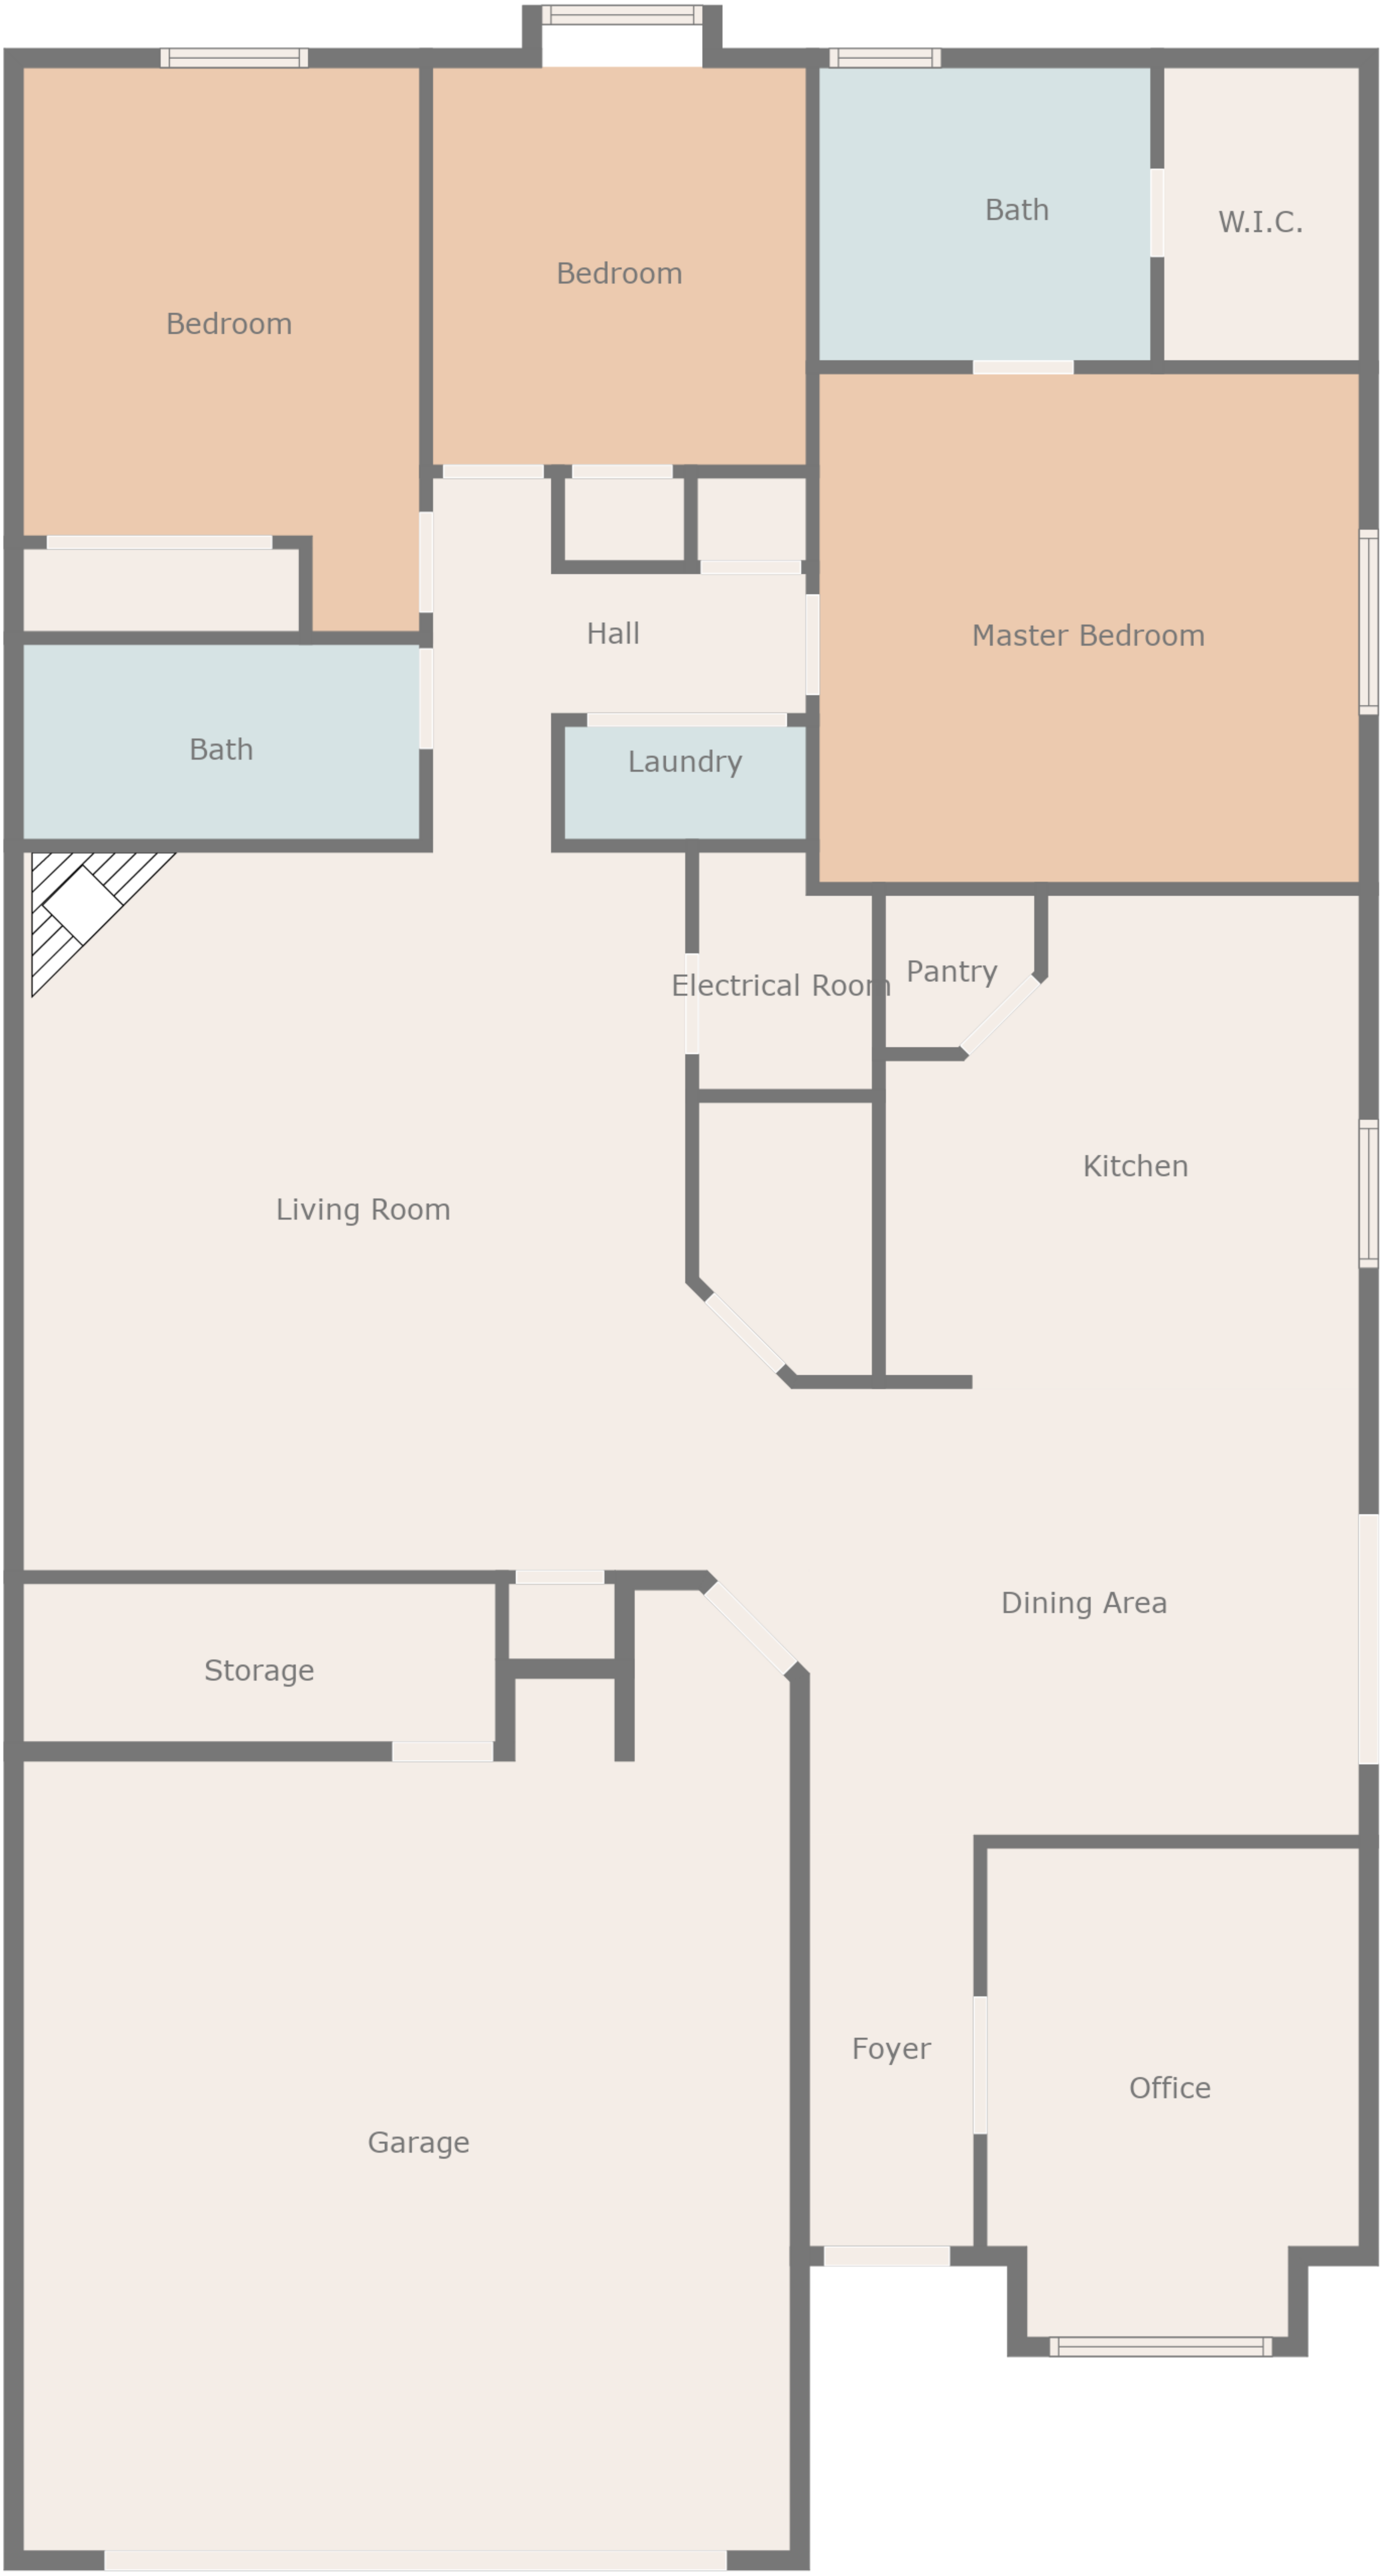 Bath
W.I.C.
Bedroom
Bedroom
Hall
Master Bedroom
Bath
Laundry
Pantry
Electrical Room
Kitchen
Living Room
Dining Area
Storage
Foyer
Office
Garage